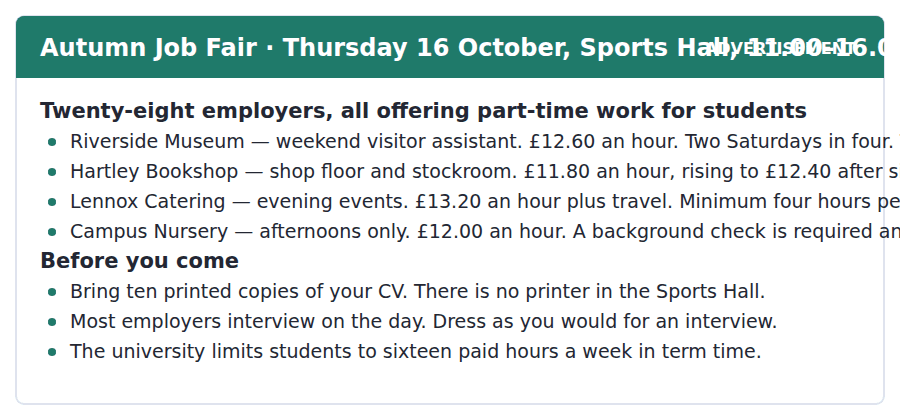 Autumn Job Fair · Thursday 16 October, Sports Hall, 11.00–16.0
ADVERTISEMENT
Twenty-eight employers, all offering part-time work for students
Riverside Museum — weekend visitor assistant. £12.60 an hour. Two Saturdays in four.
Hartley Bookshop — shop floor and stockroom. £11.80 an hour, rising to £12.40 after
Lennox Catering — evening events. £13.20 an hour plus travel. Minimum four hours
Campus Nursery — afternoons only. £12.00 an hour. A background check is required
Before you come
Bring ten printed copies of your CV. There is no printer in the Sports Hall.
Most employers interview on the day. Dress as you would for an interview.
The university limits students to sixteen paid hours a week in term time.